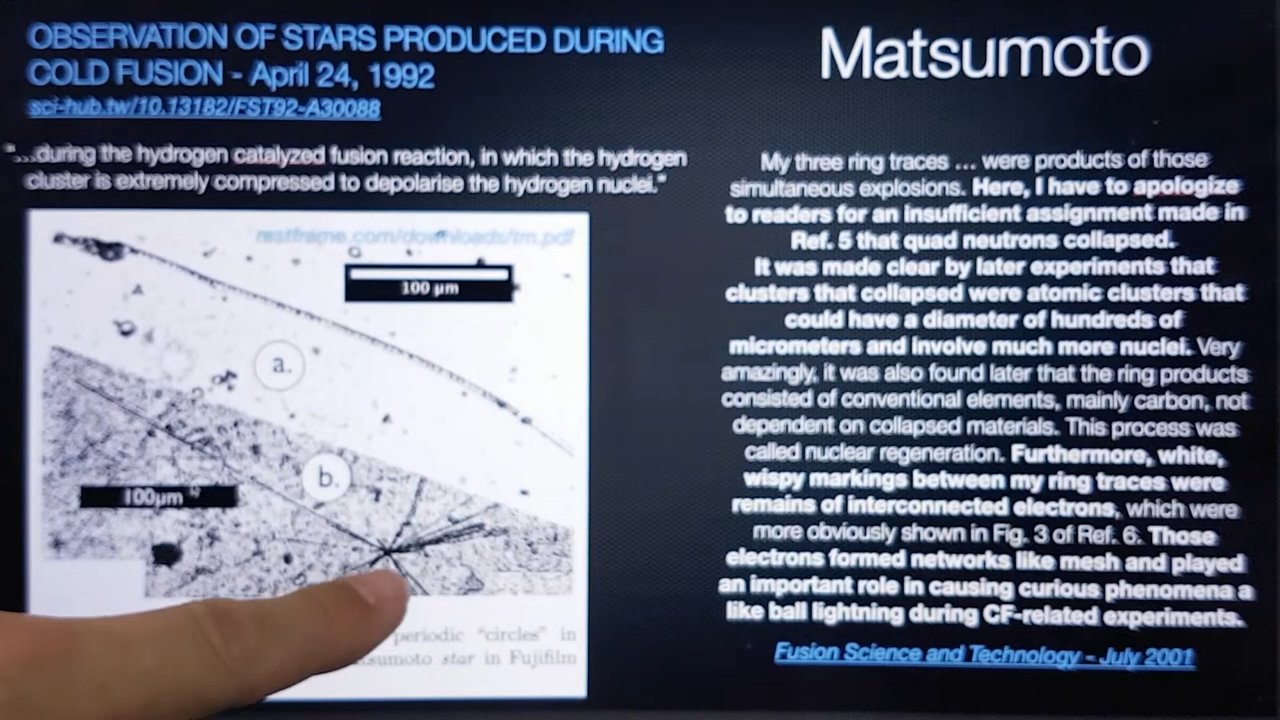 OBSERVATION OF STARS PRODUCED DURING
COLD FUSION - April 24, 1992
sci-hub.tw/10.13182/FST92-A30088
"...during the hydrogen catalyzed fusion reaction, in which the hydrogen
cluster is extremely compressed to depolarise the hydrogen nuclei."
restframe.com/downloads/tm.pdf
100 µm
a.
b.
100µm
periodic "circles" in
star in Fujifilm
Matsumoto
My three ring traces ... were products of those
simultaneous explosions. Here, I have to apologize
to readers for an insufficient assignment made in
Ref. 5 that quad neutrons collapsed.
It was made clear by later experiments that
clusters that collapsed were atomic clusters that
could have a diameter of hundreds of
micrometers and involve much more nuclei. Very
amazingly, it was also found later that the ring products
consisted of conventional elements, mainly carbon, not
dependent on collapsed materials. This process was
called nuclear regeneration. Furthermore, white,
wispy markings between my ring traces were
remains of interconnected electrons, which were
more obviously shown in Fig. 3 of Ref. 6. Those
electrons formed networks like mesh and played
an important role in causing curious phenomena a
like ball lightning during CF-related experiments.
Fusion Science and Technology - July 2001